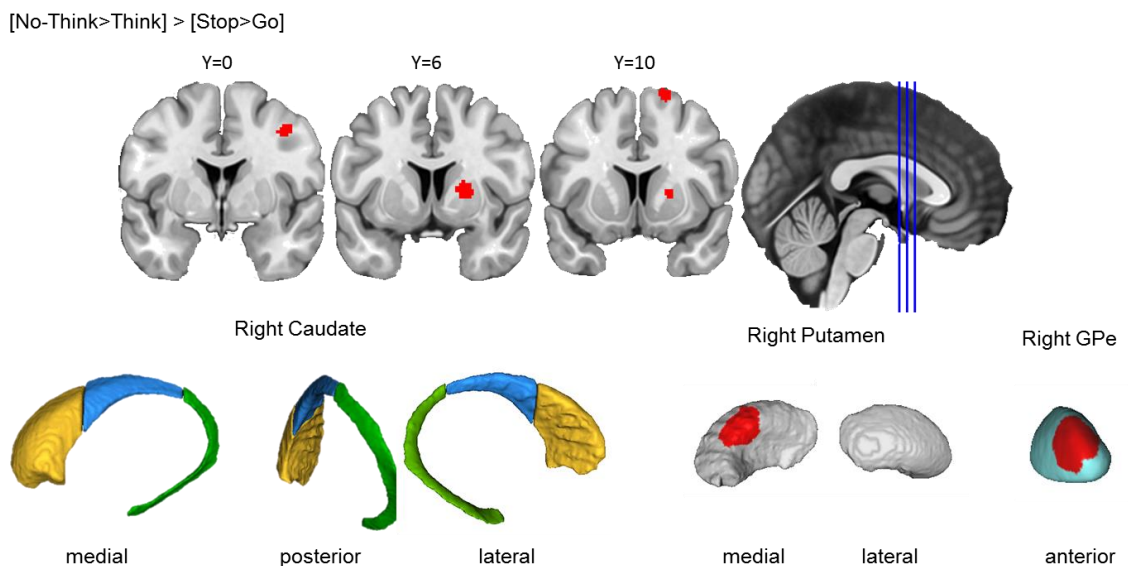 [No-Think>Think] > [Stop>Go]
Y=0
Y=6
Y=10
Right Caudate
Right Putamen
Right GPe
medial
posterior
lateral
medial
lateral
anterior